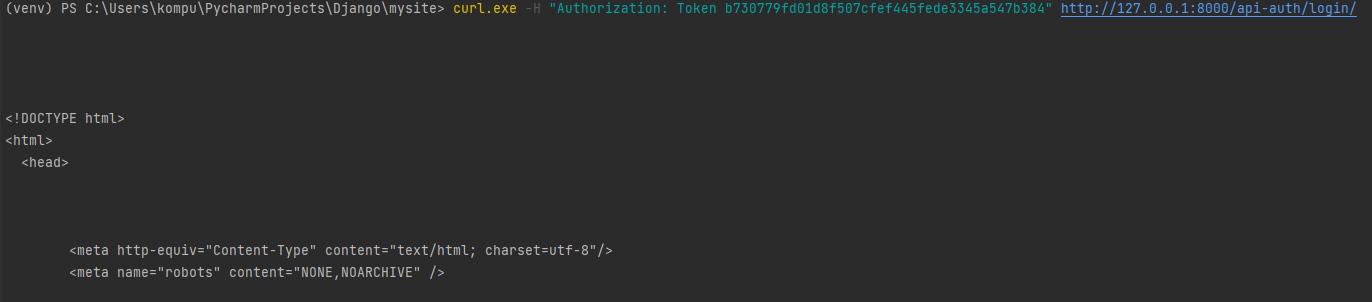 (venv) PS C:\Users\kompu\PycharmProjects\Django\mysite> curl.exe -H "Authorization: Token b730779fd01d8f507cfef445fede3345a547b384" http://127.0.0.1:8000/api-auth/login/
<!DOCTYPE html>
<html>
<head>
<meta http-equiv="Content-Type" content="text/html; charset=utf-8"/>
<meta name="robots" content="NONE,NOARCHIVE" />